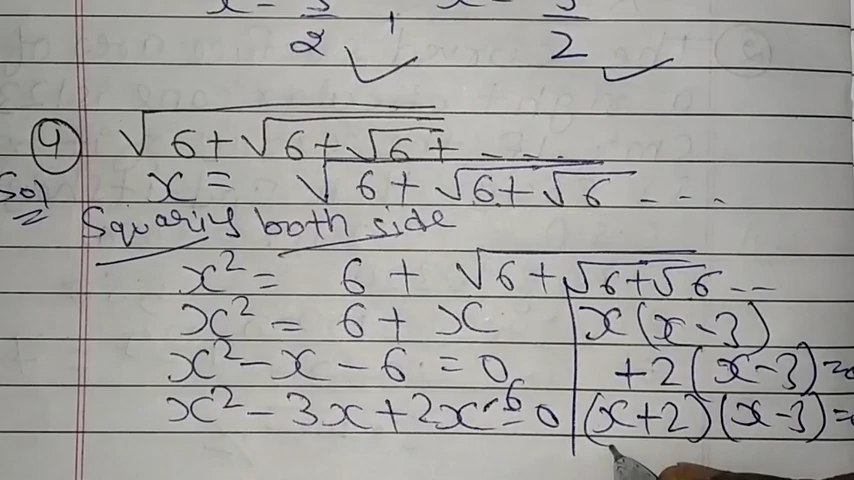 2 , 2
(9) √6+√6+√6+ - - - -
Sol x = √6+√6+√6 - - -
Squaring both side
x² = 6 + √6+√6+√6 --
x² = 6 + x
x²-x-6 = 0
x²-3x+2x-6=0
x(x-3)
+2(x-3)=0
(x+2)(x-3)=